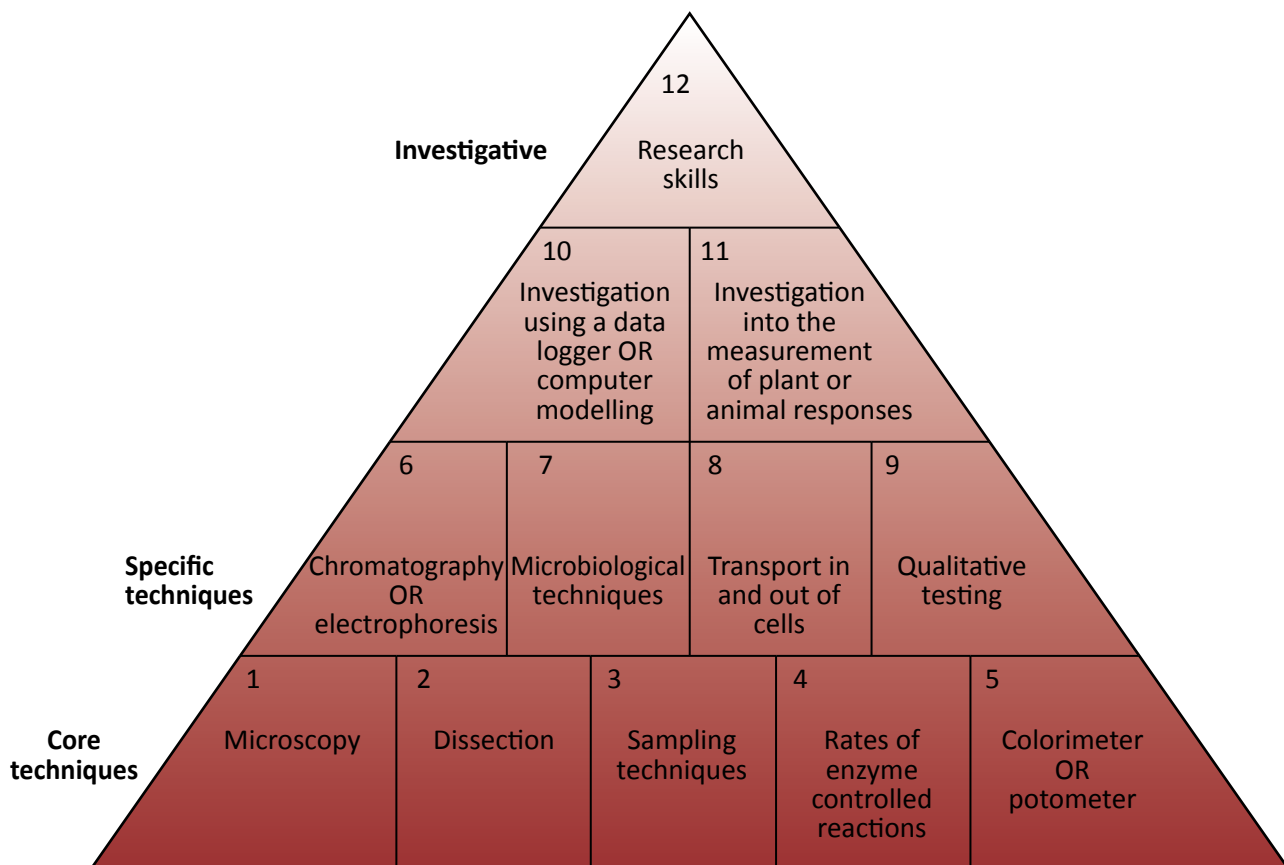 12
Investigative
Research
skills
10
Investigation
using a data
logger OR
computer
modelling
11
Investigation
into the
measurement
of plant or
animal responses
Specific
techniques
6
Chromatography
OR
electrophoresis
7
Microbiological
techniques
8
Transport in
and out of
cells
9
Qualitative
testing
Core
techniques
1
Microscopy
2
Dissection
3
Sampling
techniques
4
Rates of
enzyme
controlled
reactions
5
Colorimeter
OR
potometer